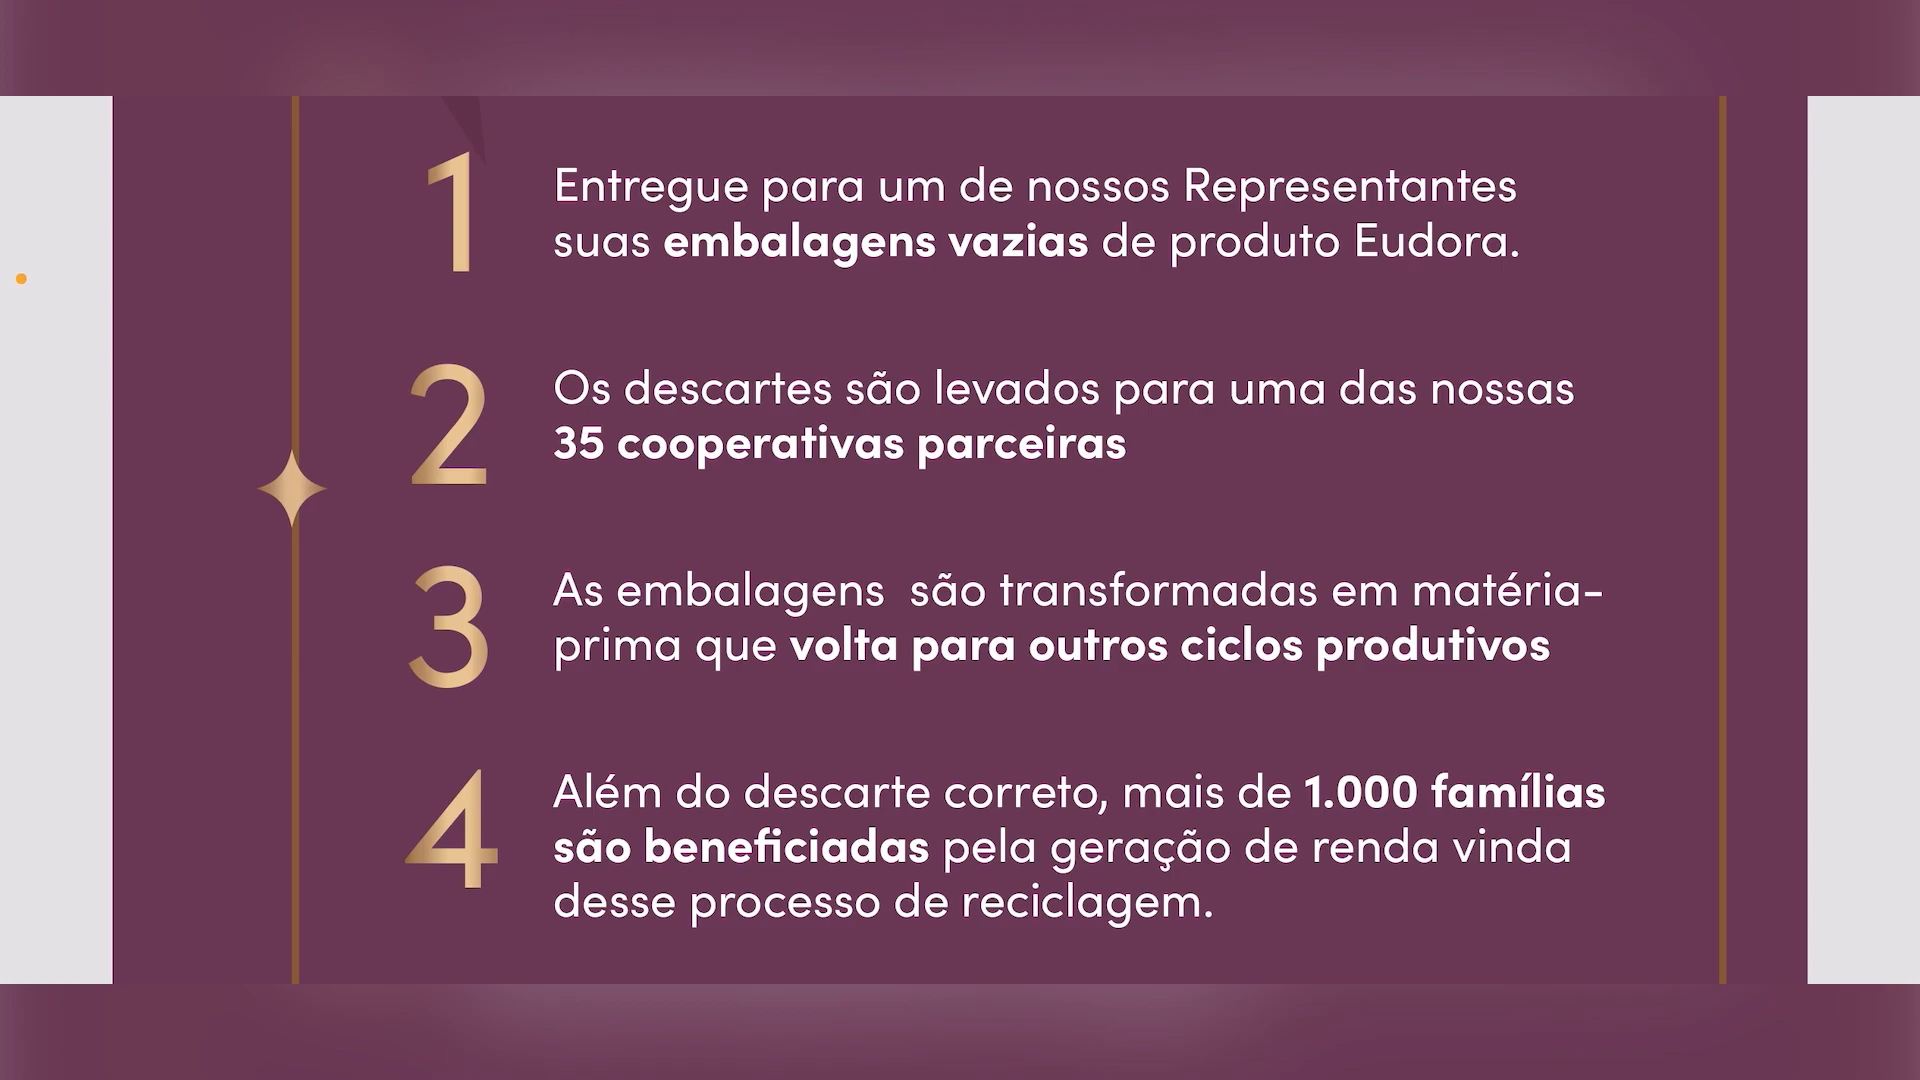 1
Entregue para um de nossos Representantes
suas embalagens vazias de produto Eudora.
2
Os descartes são levados para uma das nossas
35 cooperativas parceiras
3
As embalagens  são transformadas em matéria-
prima que volta para outros ciclos produtivos
4
Além do descarte correto, mais de 1.000 famílias
são beneficiadas pela geração de renda vinda
desse processo de reciclagem.